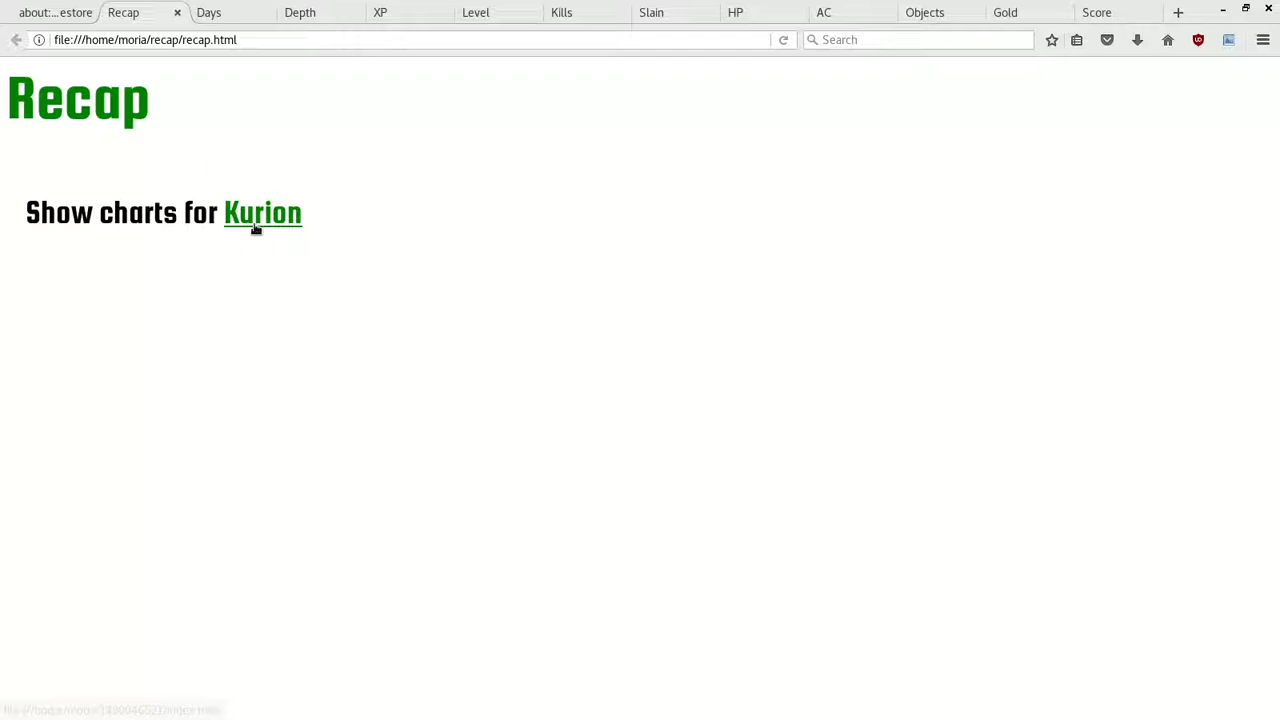 about:...estore Recap Days Depth XP Level Kills Slain HP AC Objects Gold Score
file:///home/moria/recap/recap.html Search
Recap
Show charts for Kurion